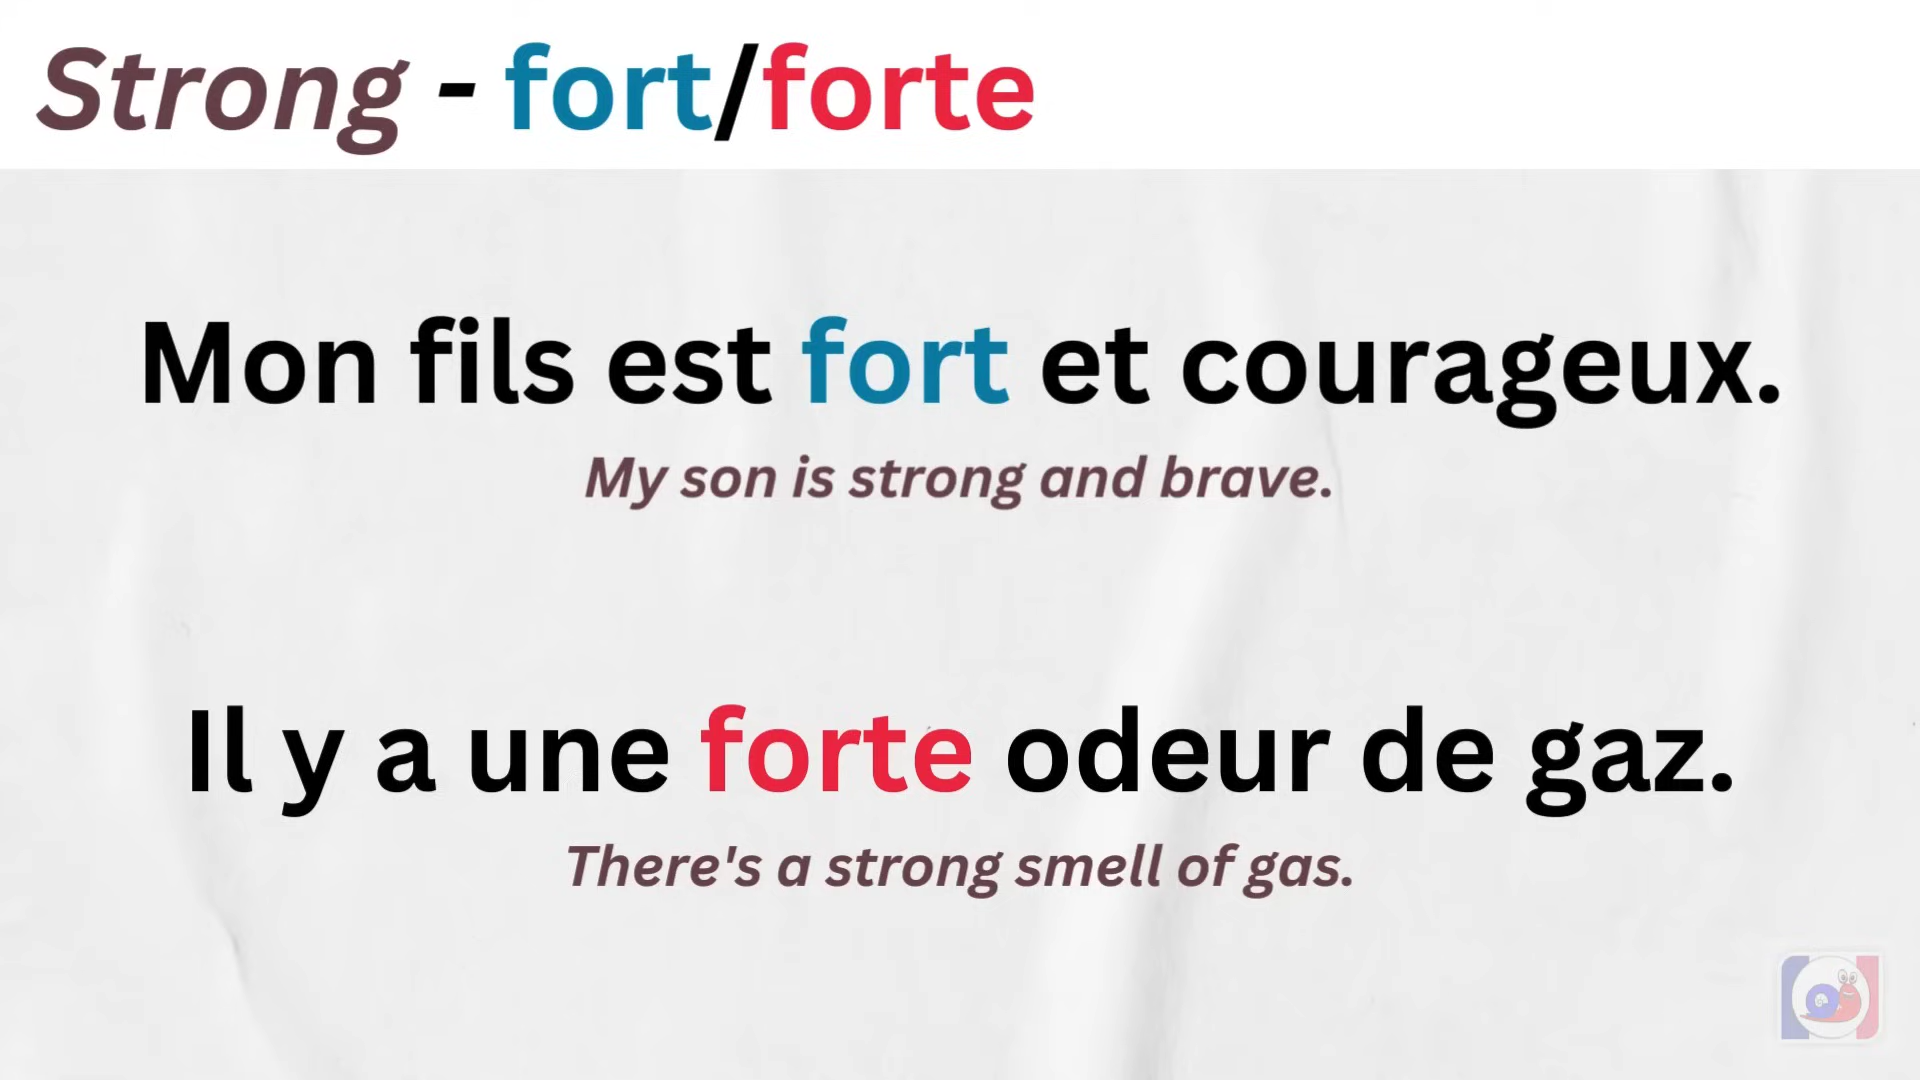 Strong - fort/forte
Mon fils est fort et courageux.
My son is strong and brave.
Il y a une forte odeur de gaz.
There's a strong smell of gas.